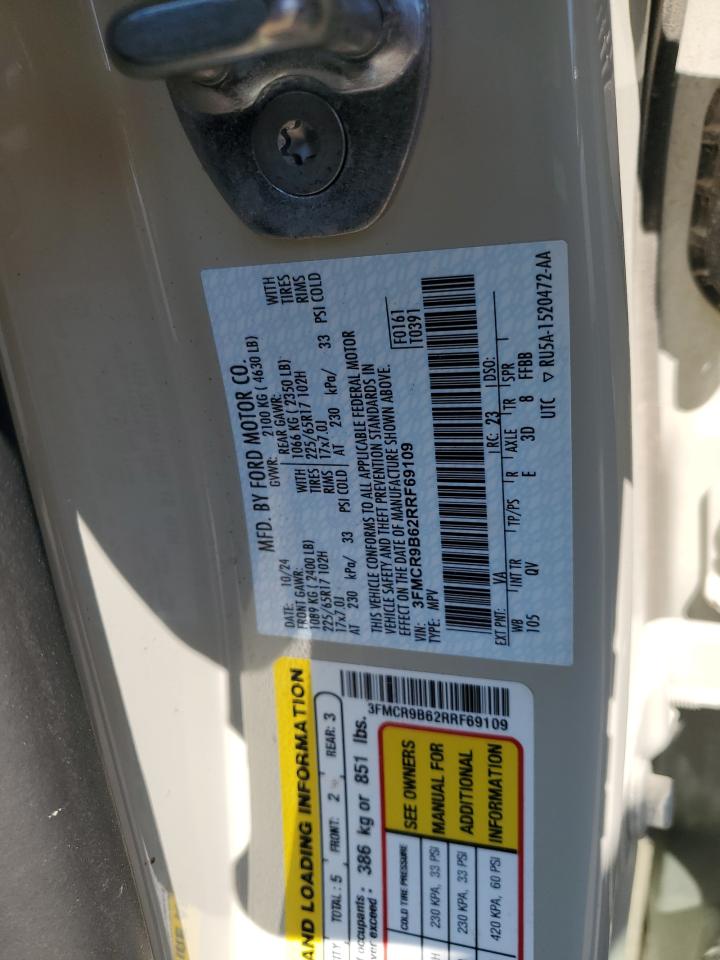 MFD. BY FORD MOTOR CO.
DATE: 10/24 GVWR: 2100 KG ( 4630 LB)
FRONT GAWR: REAR GAWR:
1089 KG ( 2400 LB) WITH 1066 KG ( 2350 LB) WITH
225/65R17 102H TIRES 225/65R17 102H TIRES
17x7.0J RIMS 17x7.0J RIMS
AT 230 kPa/ 33 PSI COLD AT 230 kPa/ 33 PSI COLD
THIS VEHICLE CONFORMS TO ALL APPLICABLE FEDERAL MOTOR
VEHICLE SAFETY AND THEFT PREVENTION STANDARDS IN
EFFECT ON THE DATE OF MANUFACTURE SHOWN ABOVE.
VIN: 3FMCR9B62RRF69109
TYPE: MPV
F0161
T0391
EXT PNT: VA RC: 23 DSO:
WB INT TR TP/PS R AXLE TR SPR
105 QV E 3D 8 FFBB
UTC ▽ RU5A-1520472-AA
AND LOADING INFORMATION
TOTAL : 5 FRONT: 2 REAR: 3
occupants : 386 kg or 851 lbs.
exceed :
3FMCR9B62RRF69109
COLD TIRE PRESSURE
230 KPA, 33 PSI
230 KPA, 33 PSI
420 KPA, 60 PSI
SEE OWNERS
MANUAL FOR
ADDITIONAL
INFORMATION